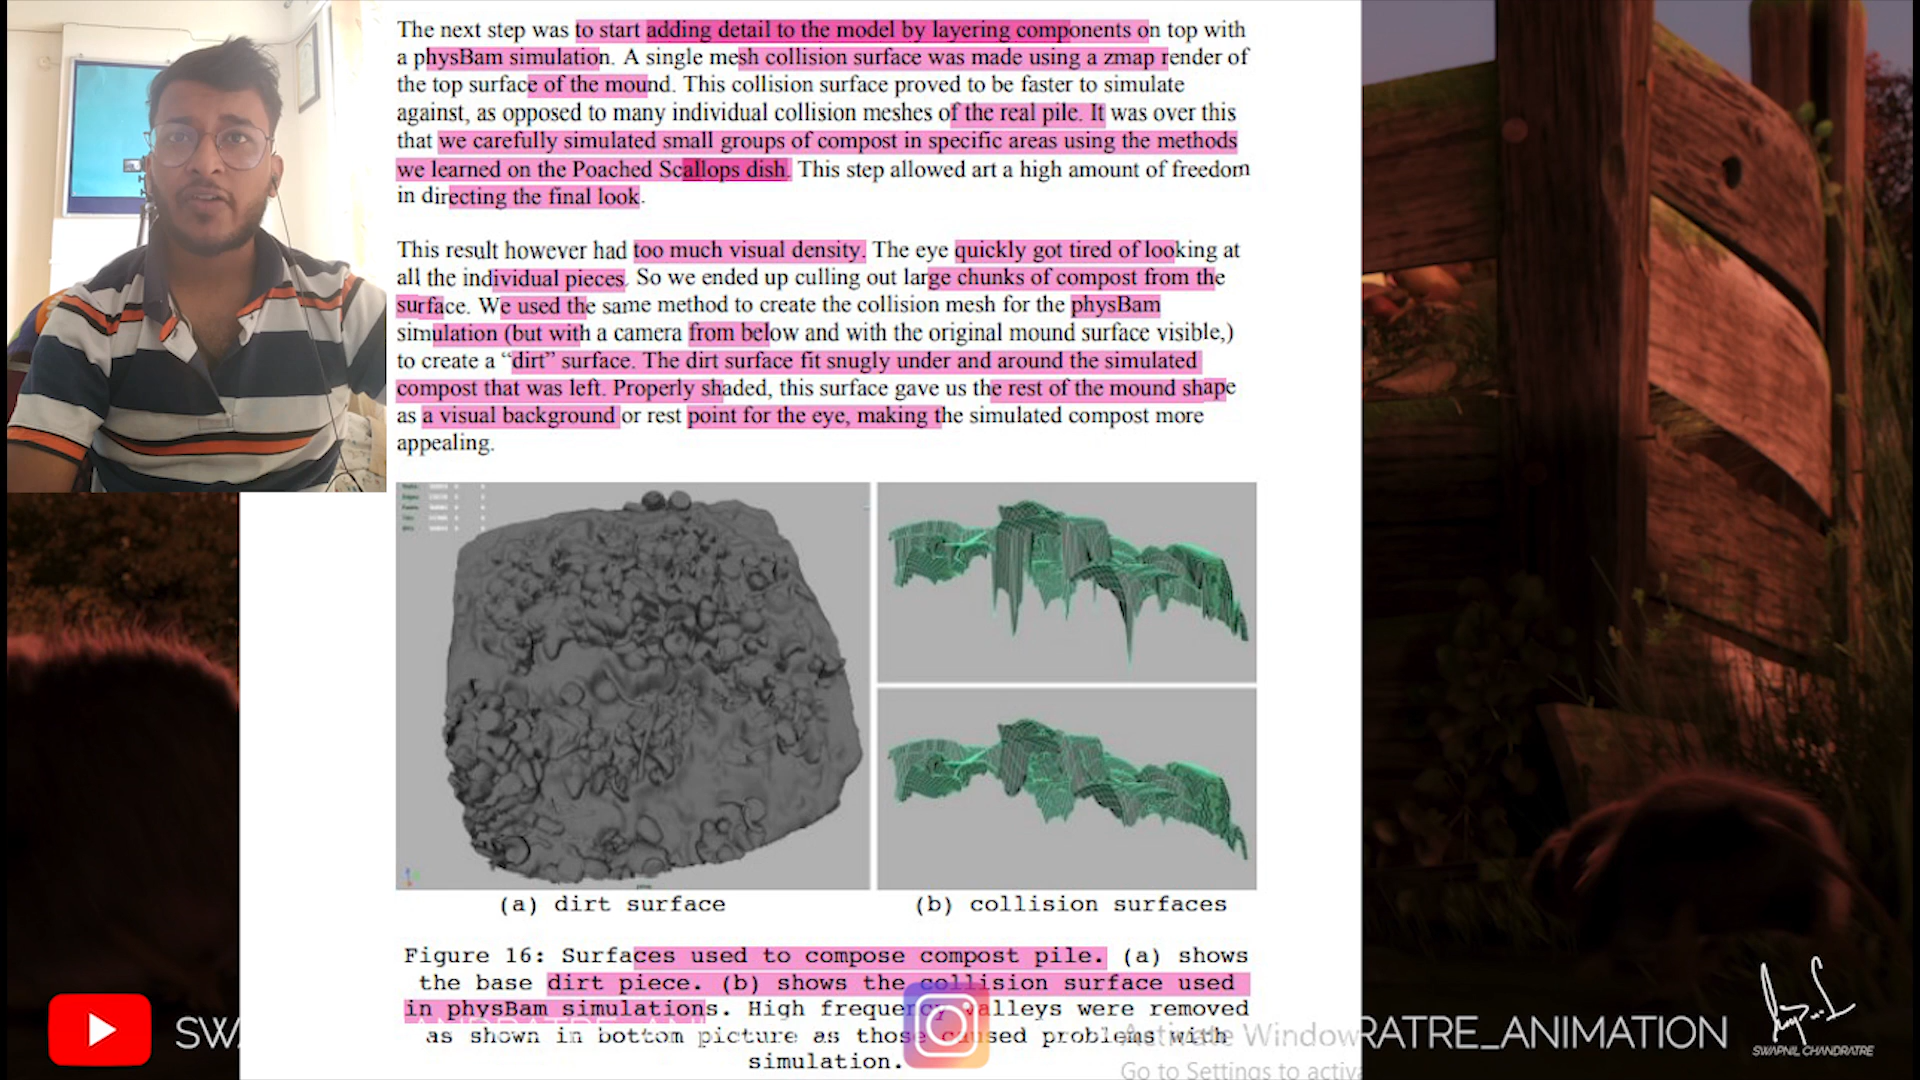 The next step was to start adding detail to the model by layering components on top with
a physBam simulation. A single mesh collision surface was made using a zmap render of
the top surface of the mound. This collision surface proved to be faster to simulate
against, as opposed to many individual collision meshes of the real pile. It was over this
that we carefully simulated small groups of compost in specific areas using the methods
we learned on the Poached Scallops dish. This step allowed art a high amount of freedom
in directing the final look.
This result however had too much visual density. The eye quickly got tired of looking at
all the individual pieces. So we ended up culling out large chunks of compost from the
surface. We used the same method to create the collision mesh for the physBam
simulation (but with a camera from below and with the original mound surface visible,)
to create a “dirt” surface. The dirt surface fit snugly under and around the simulated
compost that was left. Properly shaded, this surface gave us the rest of the mound shape
as a visual background or rest point for the eye, making the simulated compost more
appealing.
(a) dirt surface
(b) collision surfaces
Figure 16: Surfaces used to compose compost pile. (a) shows
the base dirt piece. (b) shows the collision surface used
in physBam simulations. High frequency valleys were removed
as shown in bottom picture as those caused problems with
simulation.
Activate Window
Go to Settings to activa
SWA
RATRE_ANIMATION
SWAPNIL CHANDRATRE